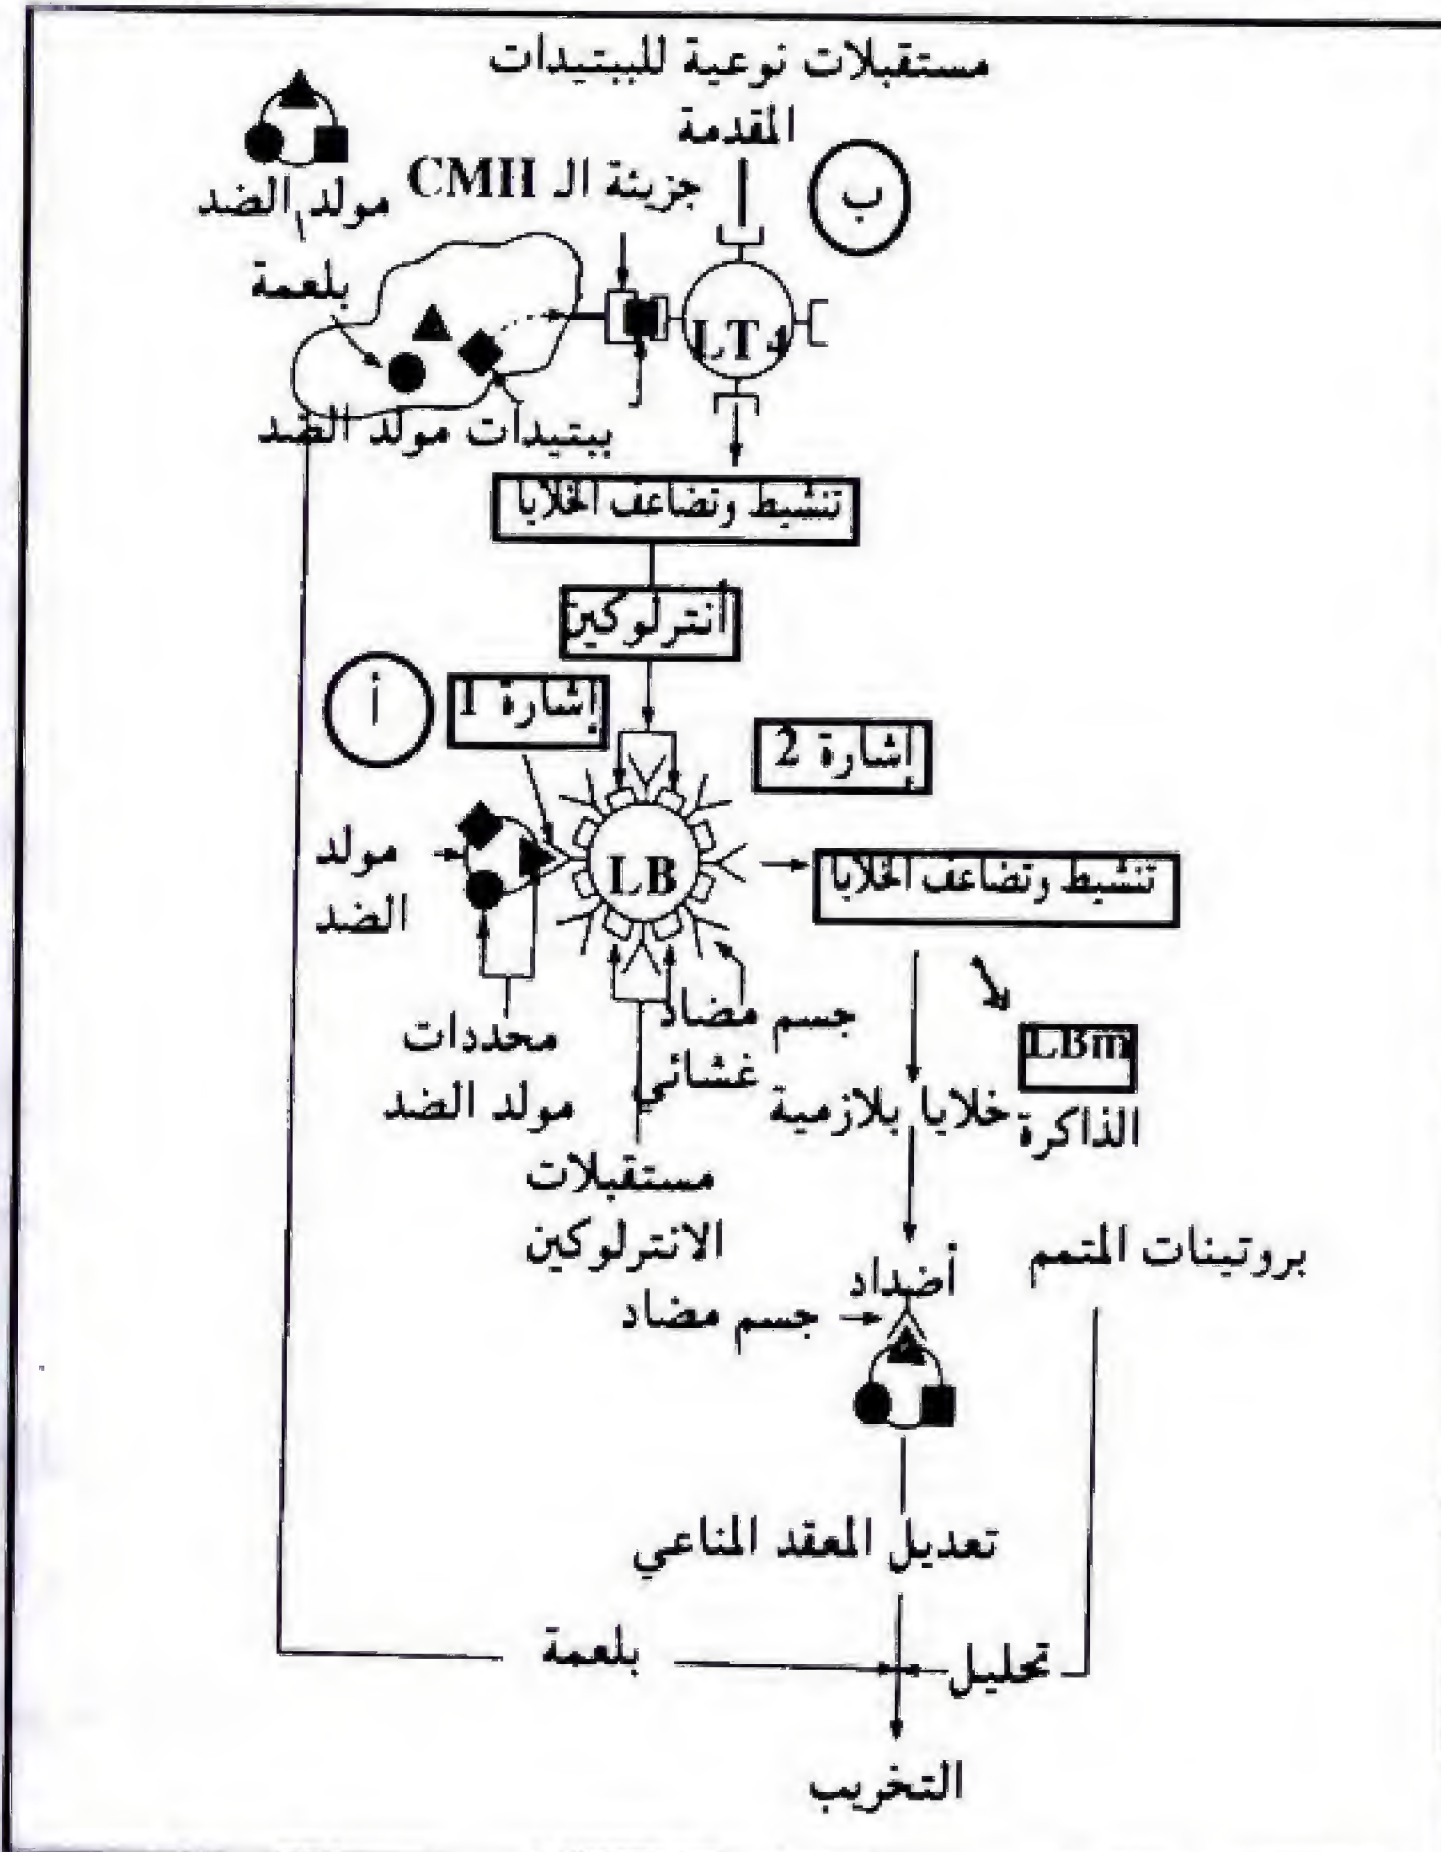 مستقبلات نوعية للببتيدات
المقدمة
ب
جزيئة الـ CMH
مولد الضد
بلعمة
LT4
ببتيدات مولد الضد
تنشيط وتضاعف الخلايا
أنترلوكين
أ
إشارة 1
إشارة 2
مولد
الضد
LB
تنشيط وتضاعف الخلايا
محددات
مولد الضد
جسم مضاد
غشائي
LBm
الذاكرة
خلايا بلازمية
مستقبلات
الانترلوكين
بروتينات المتمم
أضداد
جسم مضاد
تعديل المعقد المناعي
بلعمة
تحليل
التخريب